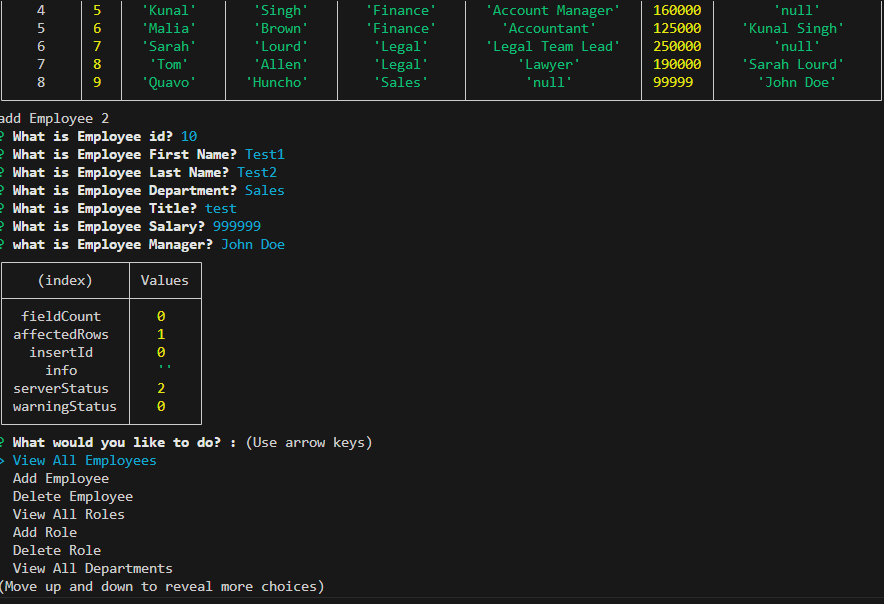 4 5 'Kunal' 'Singh' 'Finance' 'Account Manager' 160000 'null'
5 6 'Malia' 'Brown' 'Finance' 'Accountant' 125000 'Kunal Singh'
6 7 'Sarah' 'Lourd' 'Legal' 'Legal Team Lead' 250000 'null'
7 8 'Tom' 'Allen' 'Legal' 'Lawyer' 190000 'Sarah Lourd'
8 9 'Quavo' 'Huncho' 'Sales' 'null' 99999 'John Doe'
add Employee 2
? What is Employee id? 10
? What is Employee First Name? Test1
? What is Employee Last Name? Test2
? What is Employee Department? Sales
? What is Employee Title? test
? What is Employee Salary? 999999
? what is Employee Manager? John Doe
(index) Values
fieldCount 0
affectedRows 1
insertId 0
info ''
serverStatus 2
warningStatus 0
? What would you like to do? : (Use arrow keys)
> View All Employees
Add Employee
Delete Employee
View All Roles
Add Role
Delete Role
View All Departments
(Move up and down to reveal more choices)